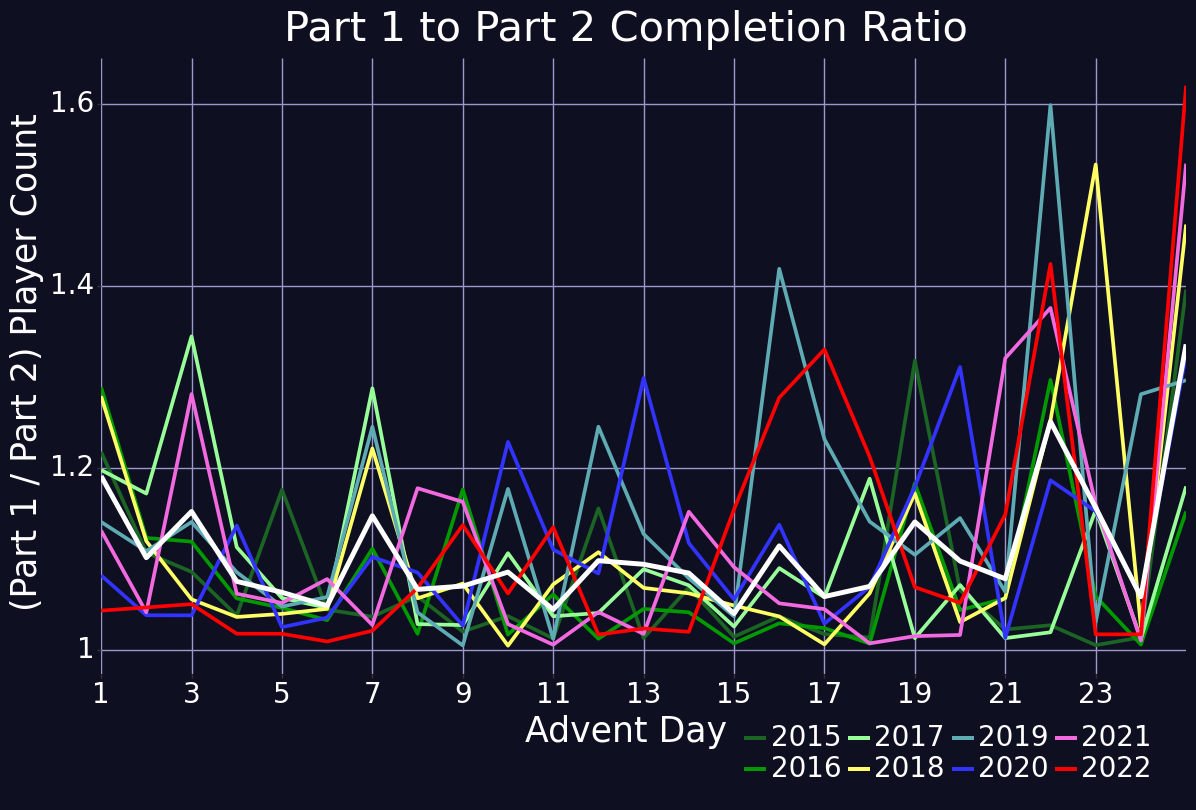 Part 1 to Part 2 Completion Ratio
(Part 1 / Part 2) Player Count
1.6
1.4
1.2
1
1 3 5 7 9 11 13 15 17 19 21 23
Advent Day
2015 2017 2019 2021
2016 2018 2020 2022